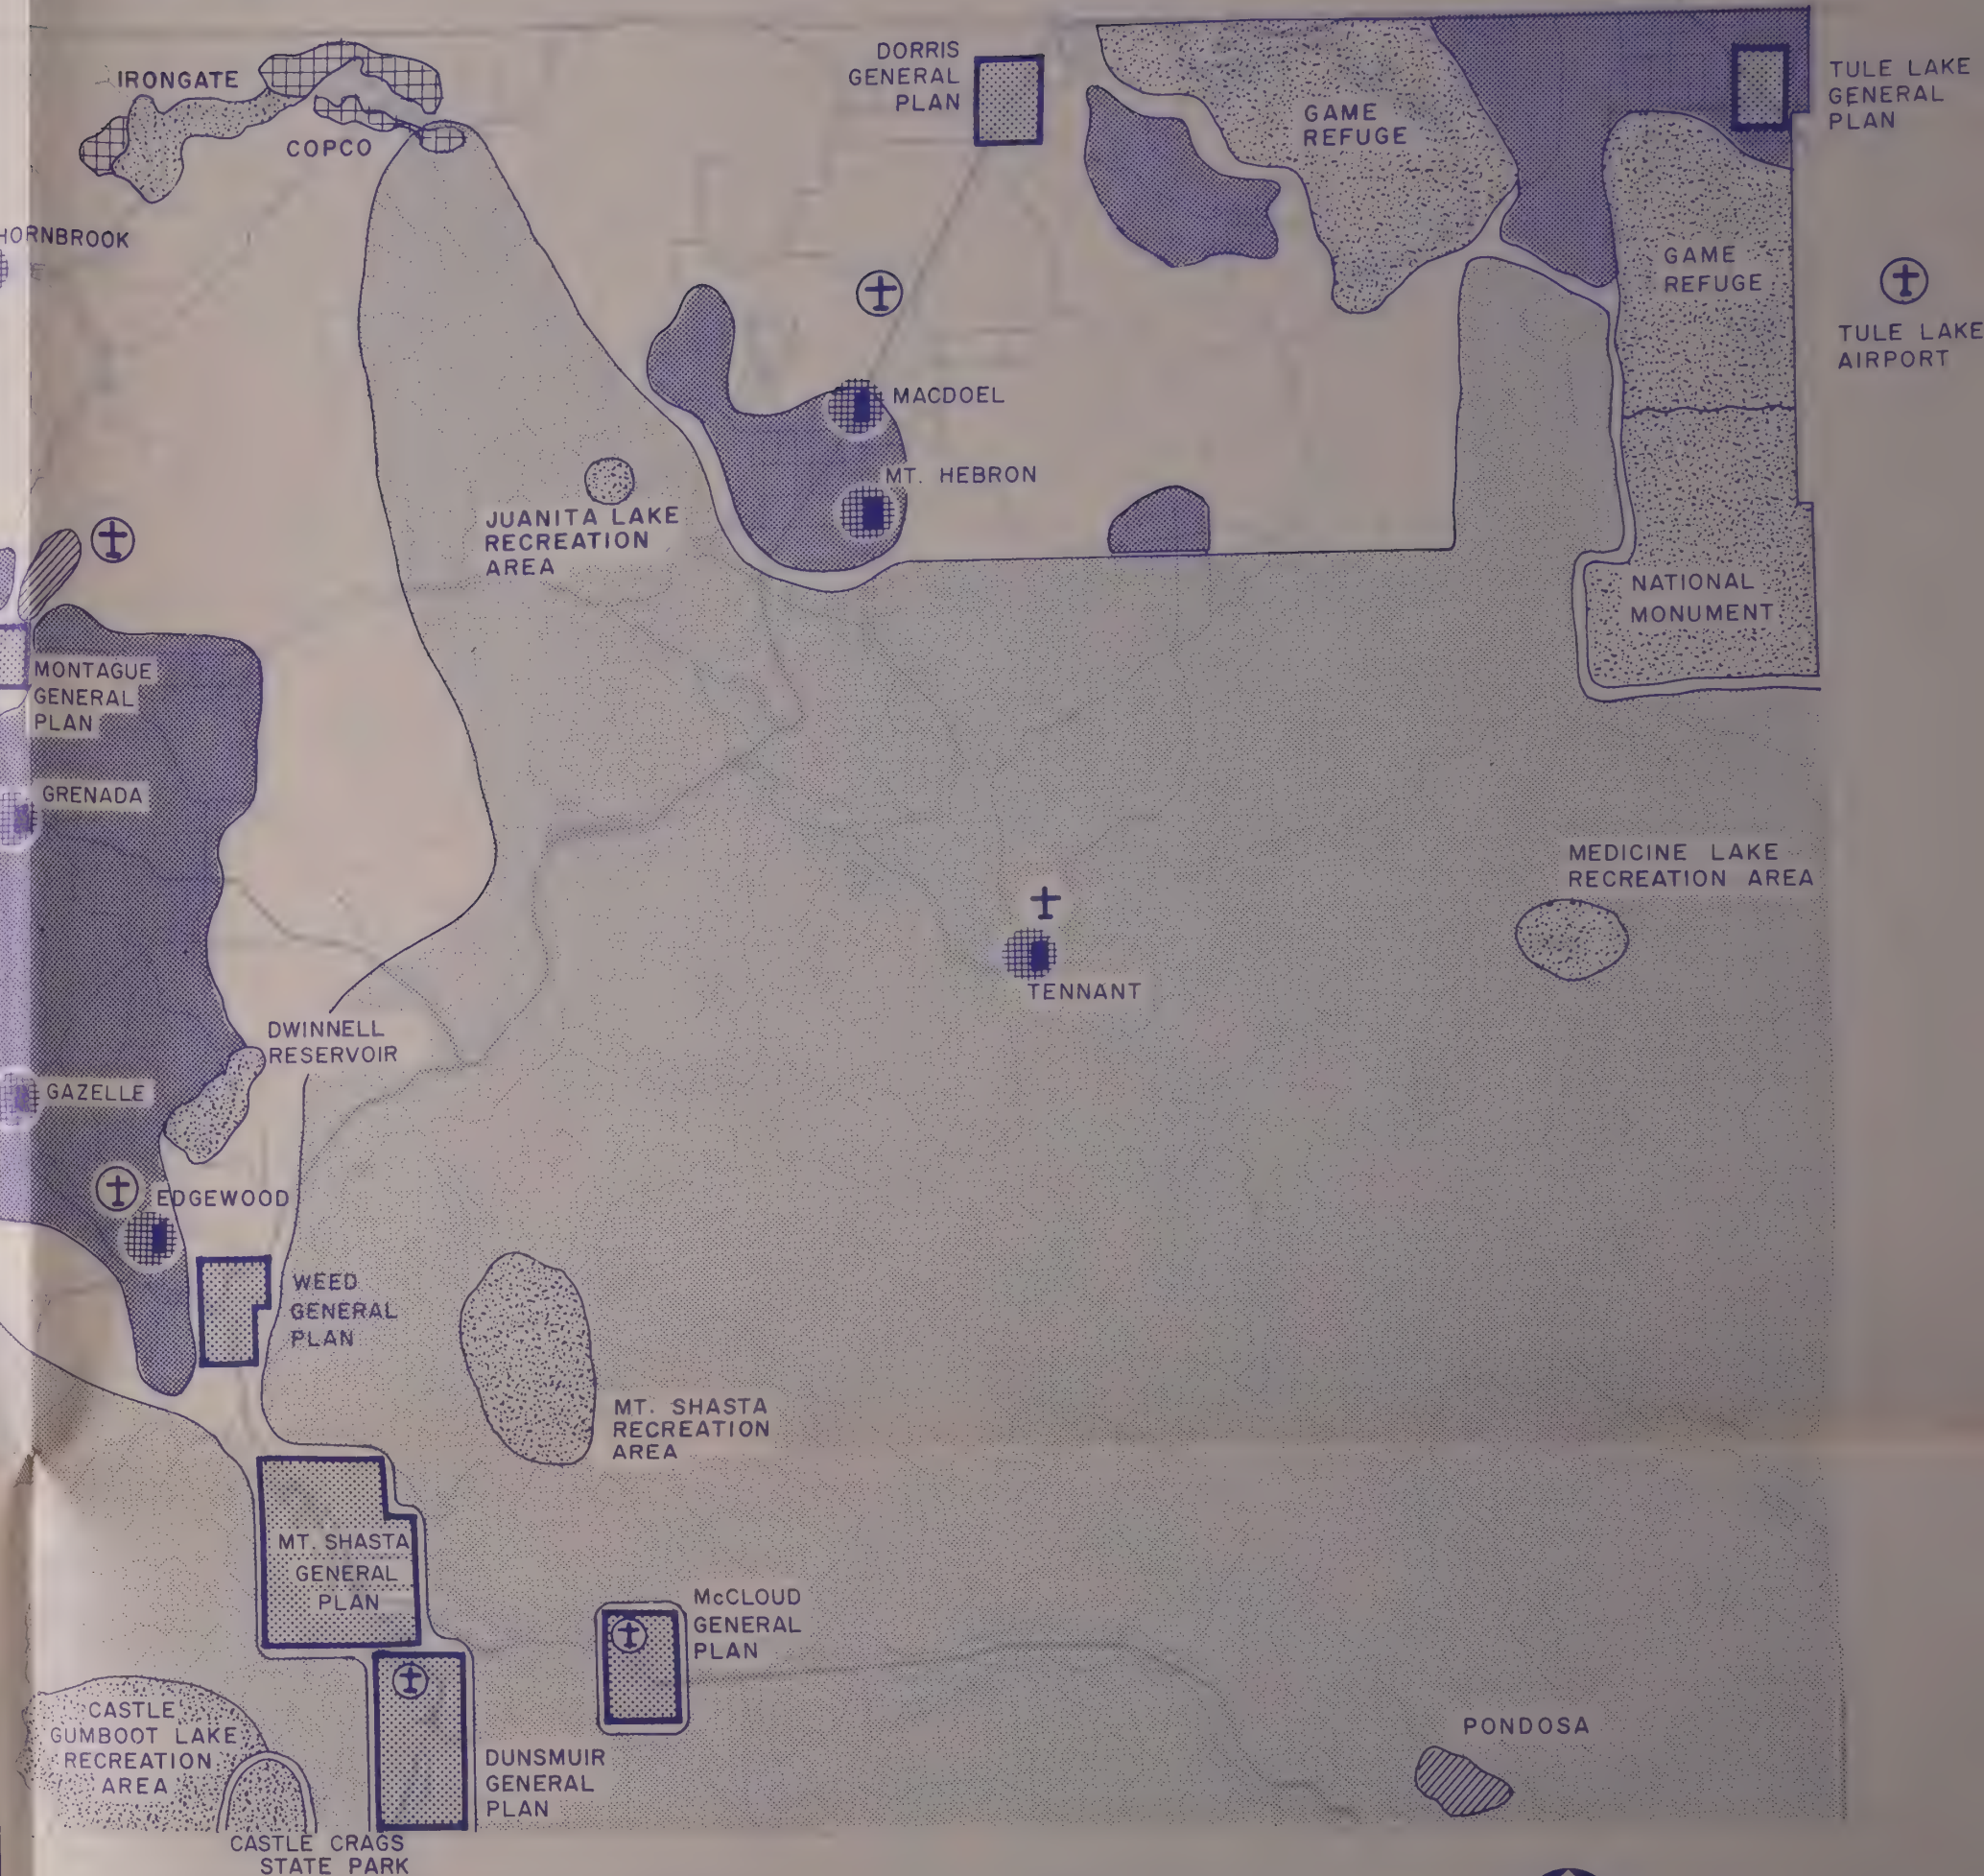 IRONGATE
COPCO
DORRIS
GENERAL
PLAN
GAME
REFUGE
TULE LAKE
GENERAL
PLAN
HORNBROOK
GAME
REFUGE
TULE LAKE
AIRPORT
MACDOEL
MT. HEBRON
JUANITA LAKE
RECREATION
AREA
NATIONAL
MONUMENT
MONTAGUE
GENERAL
PLAN
GRENADA
MEDICINE LAKE
RECREATION AREA
TENNANT
DWINNELL
RESERVOIR
GAZELLE
EDGEWOOD
WEED
GENERAL
PLAN
MT. SHASTA
RECREATION
AREA
MT. SHASTA
GENERAL
PLAN
McCLOUD
GENERAL
PLAN
CASTLE
GUMBOOT LAKE
RECREATION
AREA
DUNSMUIR
GENERAL
PLAN
PONDOSA
CASTLE CRAGS
STATE PARK